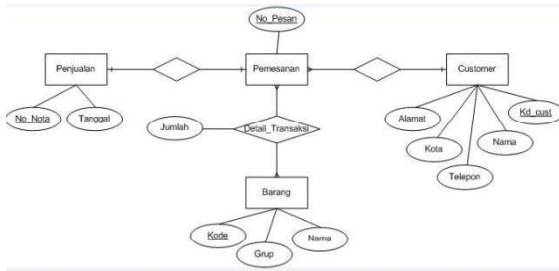 No_Pesan
Penjualan
Pemesanan
Customer
No_Nota
Tanggal
Jumlah
Detail_Transaksi
Alamat
Kd_cust
Kota
Nama
Telepon
Barang
Kode
Nama
Grup